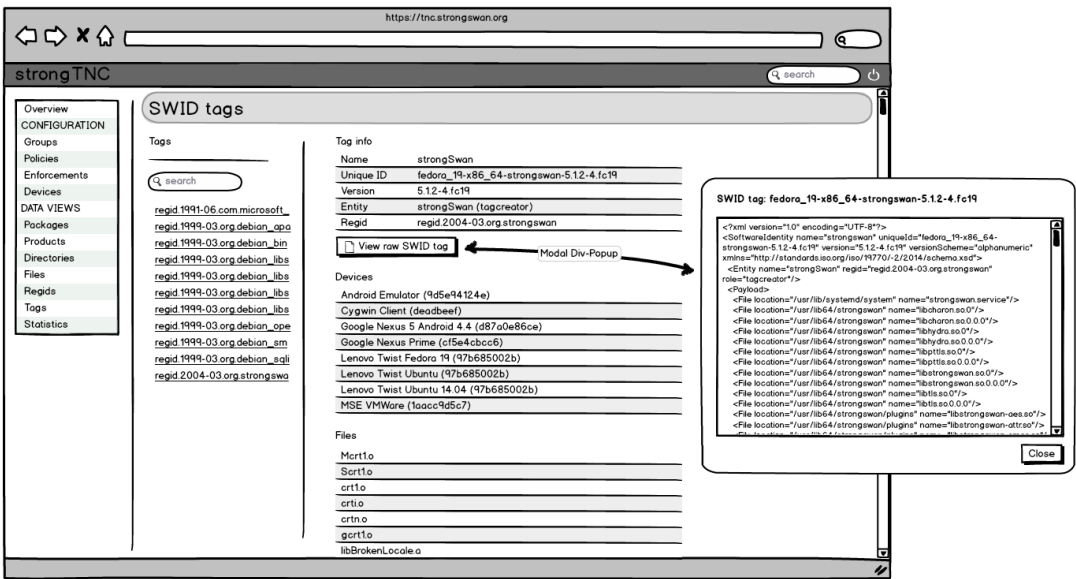 https://tnc.strongswan.org
strongTNC
search
Overview
CONFIGURATION
Groups
Policies
Enforcements
Devices
DATA VIEWS
Packages
Products
Directories
Files
Regids
Tags
Statistics
SWID tags
Tags
search
regid.1991-06.com.microsoft_
regid.1999-03.org.debian_apa
regid.1999-03.org.debian_bin
regid.1999-03.org.debian_libs
regid.1999-03.org.debian_libs
regid.1999-03.org.debian_libs
regid.1999-03.org.debian_libs
regid.1999-03.org.debian_ope
regid.1999-03.org.debian_sm
regid.1999-03.org.debian_sqli
regid.2004-03.org.strongswa
Tag info
Name strongSwan
Unique ID fedora_19-x86_64-strongswan-5.1.2-4.fc19
Version 5.1.2-4.fc19
Entity strongSwan (tagcreator)
Regid regid.2004-03.org.strongswan
View raw SWID tag
Modal Div-Popup
Devices
Android Emulator (9d5e94124e)
Cygwin Client (deadbeef)
Google Nexus 5 Android 4.4 (d87a0e86ce)
Google Nexus Prime (cf5e4cbcc6)
Lenovo Twist Fedora 19 (97b685002b)
Lenovo Twist Ubuntu (97b685002b)
Lenovo Twist Ubuntu 14.04 (97b685002b)
MSE VMWare (1aacc9d5c7)
Files
Mcrt1.o
Scrt1.o
crt1.o
crti.o
crtn.o
gcrt1.o
libBrokenLocale.a
SWID tag: fedora_19-x86_64-strongswan-5.1.2-4.fc19
<?xml version="1.0" encoding="UTF-8"?>
<SoftwareIdentity name="strongswan" uniqueId="fedora_19-x86_64-
strongswan-5.1.2-4.fc19" version="5.1.2-4.fc19" versionScheme="alphanumeric"
xmlns="http://standards.iso.org/iso/19770/-2/2014/schema.xsd">
<Entity name="strongSwan" regid="regid.2004-03.org.strongswan"
role="tagcreator"/>
<Payload>
<File location="/usr/lib/systemd/system" name="strongswan.service"/>
<File location="/usr/lib64/strongswan" name="libcharon.so.0"/>
<File location="/usr/lib64/strongswan" name="libcharon.so.0.0.0"/>
<File location="/usr/lib64/strongswan" name="libhydra.so.0"/>
<File location="/usr/lib64/strongswan" name="libhydra.so.0.0.0"/>
<File location="/usr/lib64/strongswan" name="libpttls.so.0"/>
<File location="/usr/lib64/strongswan" name="libpttls.so.0.0.0"/>
<File location="/usr/lib64/strongswan" name="libstrongswan.so.0"/>
<File location="/usr/lib64/strongswan" name="libstrongswan.so.0.0.0"/>
<File location="/usr/lib64/strongswan" name="libtls.so.0"/>
<File location="/usr/lib64/strongswan" name="libtls.so.0.0.0"/>
<File location="/usr/lib64/strongswan/plugins" name="libstrongswan-aes.so"/>
<File location="/usr/lib64/strongswan/plugins" name="libstrongswan-attr.so"/>
Close